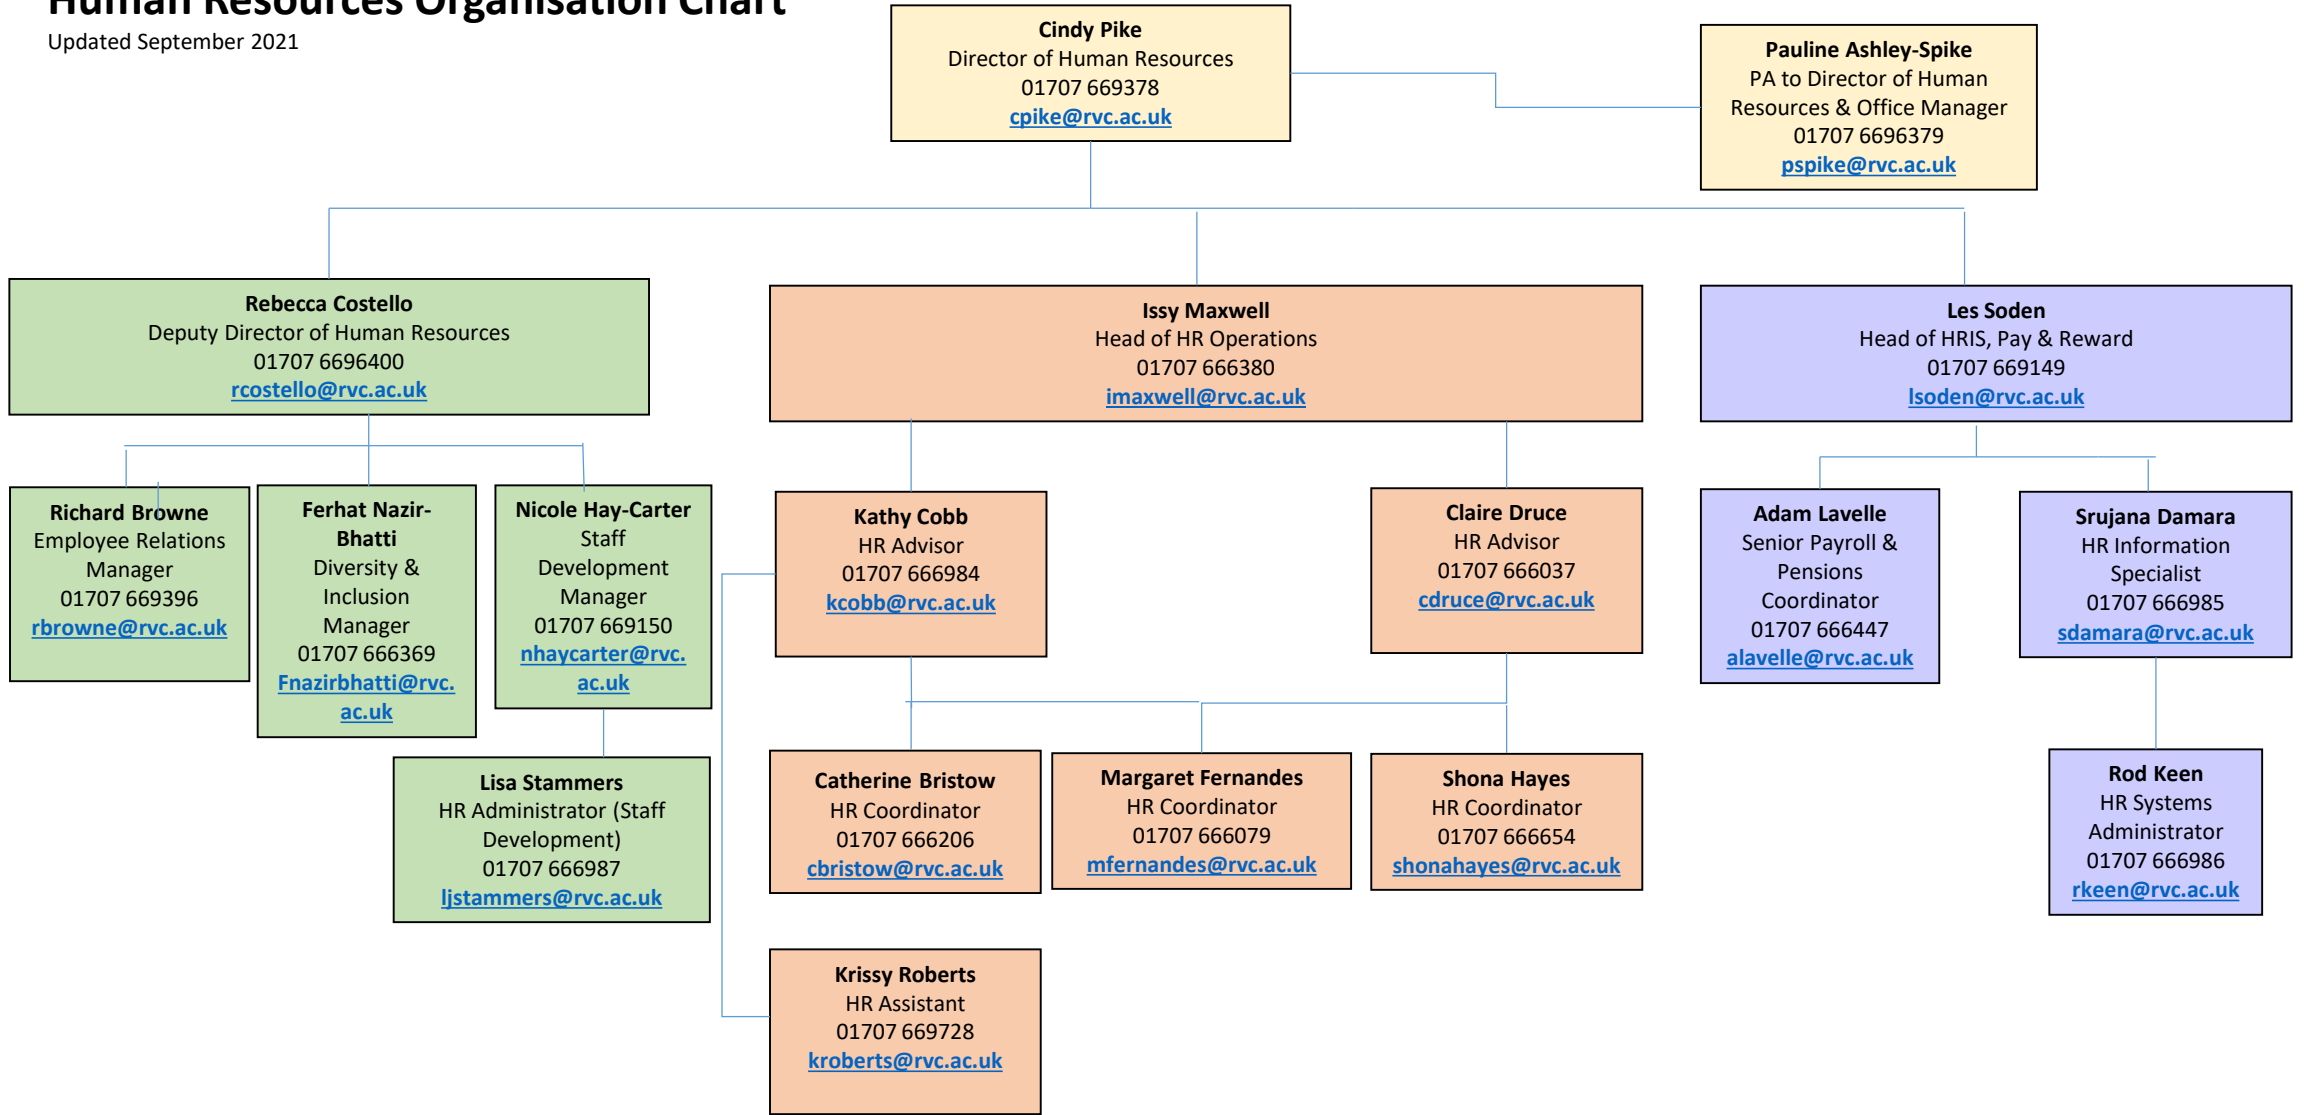 Human Resources Organisation Chart
Updated September 2021
Cindy Pike
Director of Human Resources
01707 669378
cpike@rvc.ac.uk
Pauline Ashley-Spike
PA to Director of Human
Resources & Office Manager
01707 6696379
pspike@rvc.ac.uk
Rebecca Costello
Deputy Director of Human Resources
01707 6696400
rcostello@rvc.ac.uk
Issy Maxwell
Head of HR Operations
01707 666380
imaxwell@rvc.ac.uk
Les Soden
Head of HRIS, Pay & Reward
01707 669149
lsoden@rvc.ac.uk
Richard Browne
Employee Relations
Manager
01707 669396
rbrowne@rvc.ac.uk
Ferhat Nazir-
Bhatti
Diversity &
Inclusion
Manager
01707 666369
Fnazirbhatti@rvc.
ac.uk
Nicole Hay-Carter
Staff
Development
Manager
01707 669150
nhaycarter@rvc.
ac.uk
Kathy Cobb
HR Advisor
01707 666984
kcobb@rvc.ac.uk
Claire Druce
HR Advisor
01707 666037
cdruce@rvc.ac.uk
Adam Lavelle
Senior Payroll &
Pensions
Coordinator
01707 666447
alavelle@rvc.ac.uk
Srujana Damara
HR Information
Specialist
01707 666985
sdamara@rvc.ac.uk
Lisa Stammers
HR Administrator (Staff
Development)
01707 666987
ljstammers@rvc.ac.uk
Catherine Bristow
HR Coordinator
01707 666206
cbristow@rvc.ac.uk
Margaret Fernandes
HR Coordinator
01707 666079
mfernandes@rvc.ac.uk
Shona Hayes
HR Coordinator
01707 666654
shonahayes@rvc.ac.uk
Rod Keen
HR Systems
Administrator
01707 666986
rkeen@rvc.ac.uk
Krissy Roberts
HR Assistant
01707 669728
kroberts@rvc.ac.uk